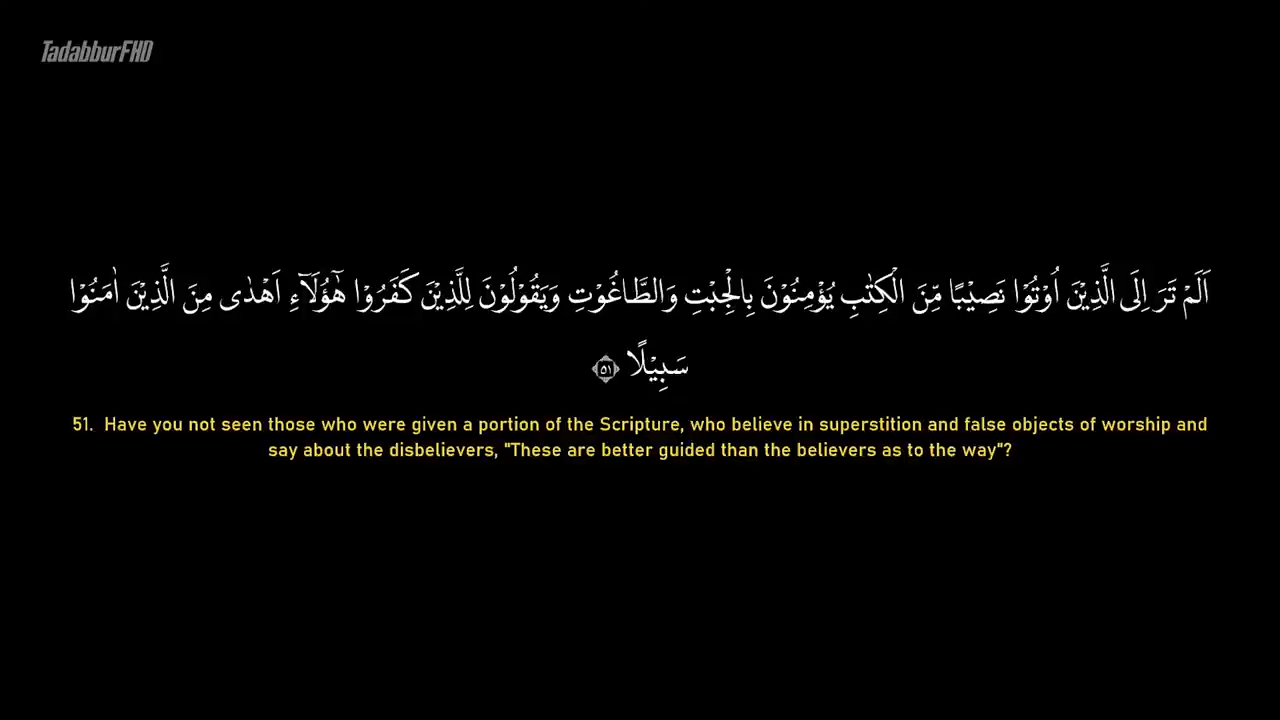 TadabburFHD
اَلَمْ تَرَ اِلَى الَّذِيْنَ اُوْتُوْا نَصِيْبًا مِّنَ الْكِتٰبِ يُؤْمِنُوْنَ بِالْجِبْتِ وَالطَّاغُوْتِ وَيَقُوْلُوْنَ لِلَّذِيْنَ كَفَرُوْا هٰٓؤُلَاۤءِ اَهْدٰى مِنَ الَّذِيْنَ اٰمَنُوْا
سَبِيْلًا ۝٥١
51. Have you not seen those who were given a portion of the Scripture, who believe in superstition and false objects of worship and
say about the disbelievers, "These are better guided than the believers as to the way"?